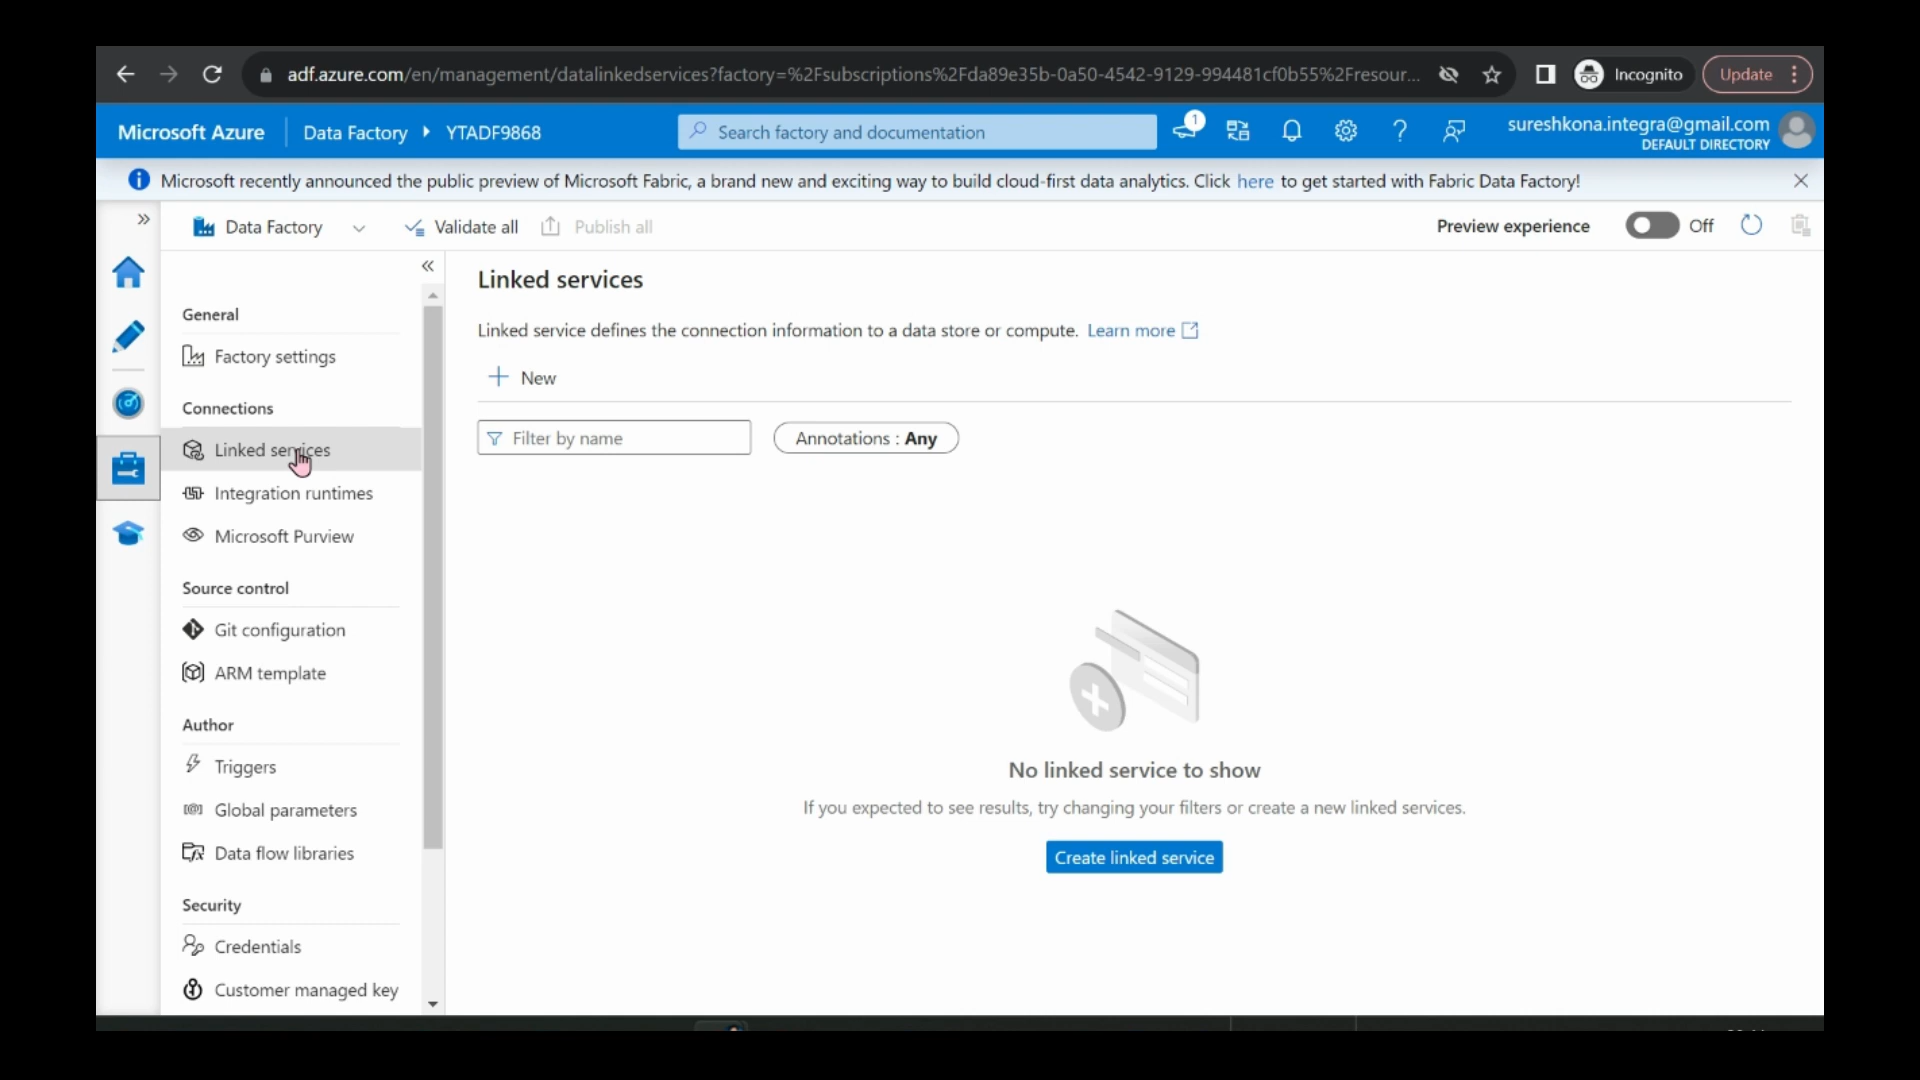 adf.azure.com/en/management/datalinkedservices?factory=%2Fsubscriptions%2Fda89e35b-0a50-4542-9129-994481cf0b55%2Fresour...
Incognito
Update
Microsoft Azure
Data Factory
YTADF9868
Search factory and documentation
1
sureshkona.integra@gmail.com
DEFAULT DIRECTORY
Microsoft recently announced the public preview of Microsoft Fabric, a brand new and exciting way to build cloud-first data analytics. Click here to get started with Fabric Data Factory!
Data Factory
Validate all
Publish all
Preview experience
Off
General
Factory settings
Connections
Linked services
Integration runtimes
Microsoft Purview
Source control
Git configuration
ARM template
Author
Triggers
Global parameters
Data flow libraries
Security
Credentials
Customer managed key
Linked services
Linked service defines the connection information to a data store or compute. Learn more
New
Filter by name
Annotations : Any
No linked service to show
If you expected to see results, try changing your filters or create a new linked services.
Create linked service